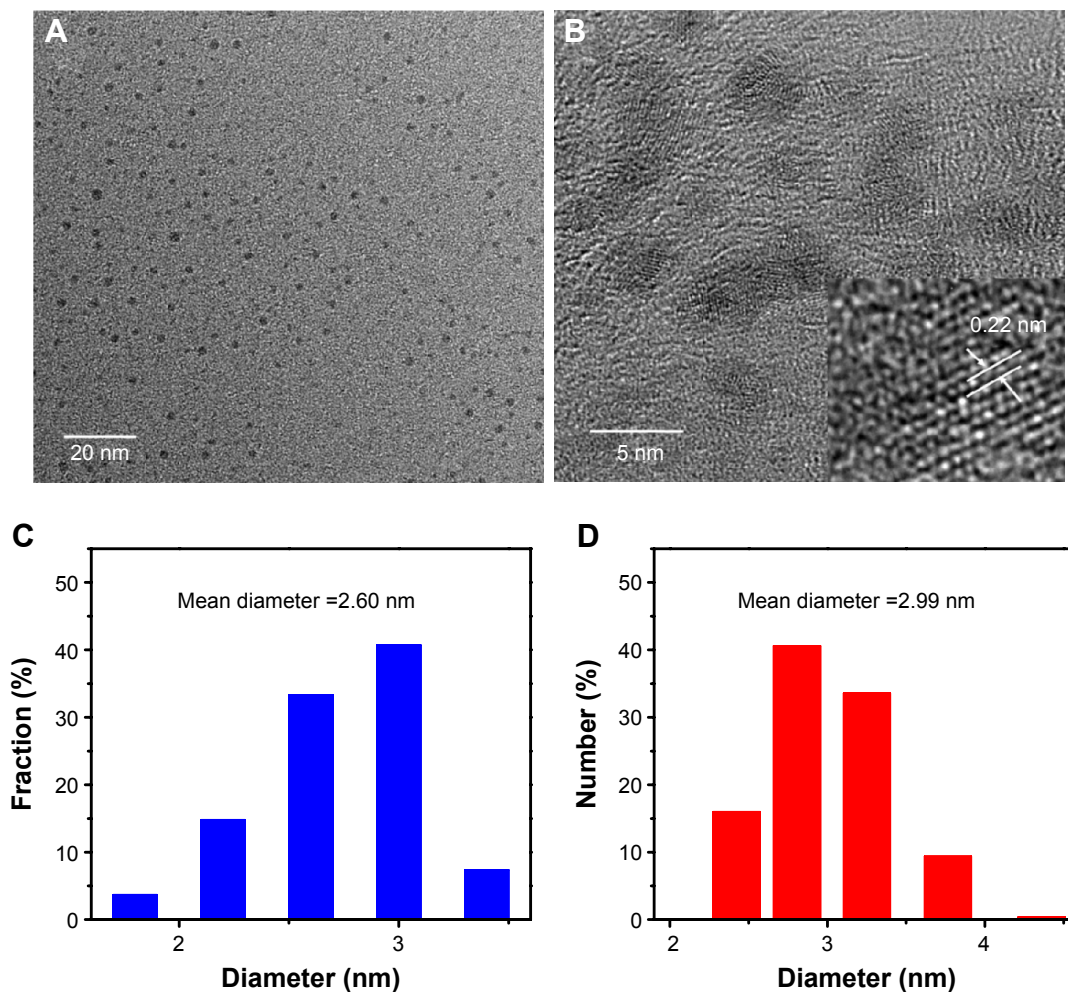 A
20 nm
B
0.22 nm
5 nm
C
Mean diameter =2.60 nm
50
40
30
20
10
0
Fraction (%)
2 3
Diameter (nm)
D
Mean diameter =2.99 nm
50
40
30
20
10
0
Number (%)
2 3 4
Diameter (nm)